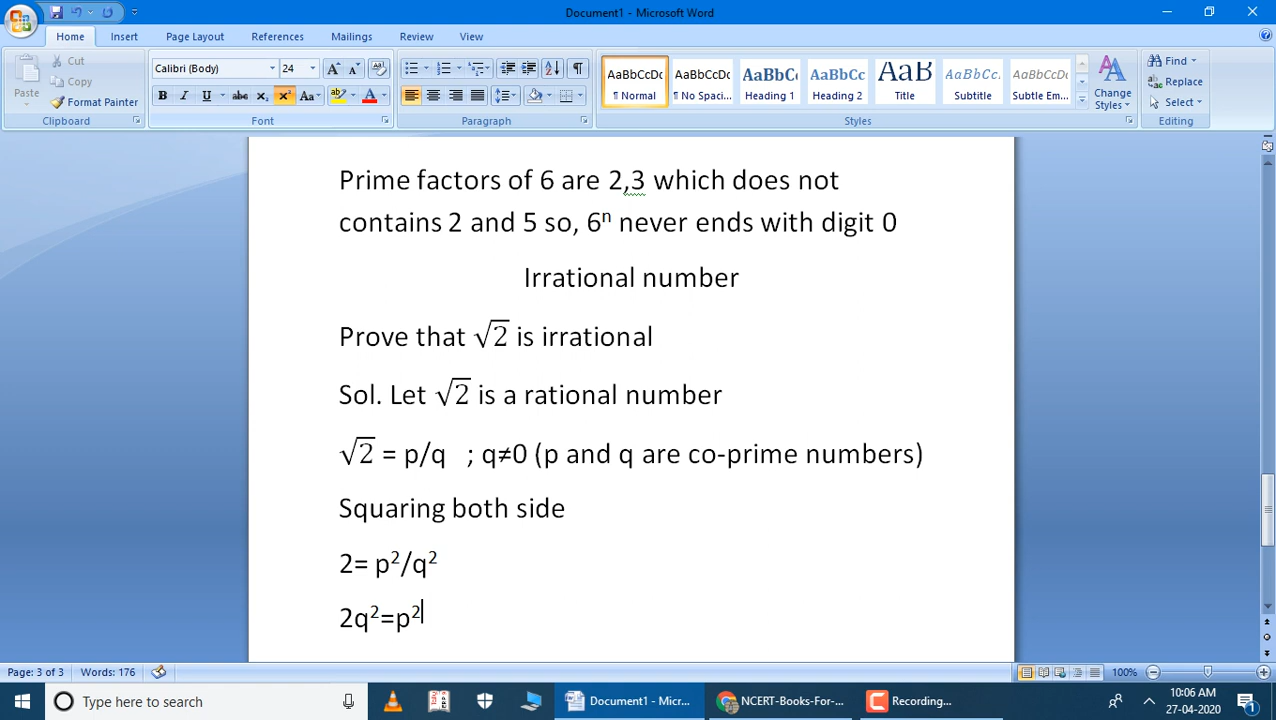 Document1 - Microsoft Word
Home Insert Page Layout References Mailings Review View
Paste
Cut
Copy
Format Painter
Clipboard
Calibri (Body) 24
B I U abe X₂ X² Aa
Font
Paragraph
AaBbCcDc AaBbCcDc AaBbCc AaBbCc AaB AaBbCc. AaBbCcDc
¶ Normal ¶ No Spaci... Heading 1 Heading 2 Title Subtitle Subtle Em...
Change Styles
Styles
Find
Replace
Select
Editing
Prime factors of 6 are 2,3 which does not
contains 2 and 5 so, 6ⁿ never ends with digit 0
Irrational number
Prove that √2 is irrational
Sol. Let √2 is a rational number
√2 = p/q ; q≠0 (p and q are co-prime numbers)
Squaring both side
2= p²/q²
2q²=p²
Page: 3 of 3 Words: 176 100%
Type here to search
Document1 - Micr...
NCERT-Books-For-...
Recording...
10:06 AM
27-04-2020
1